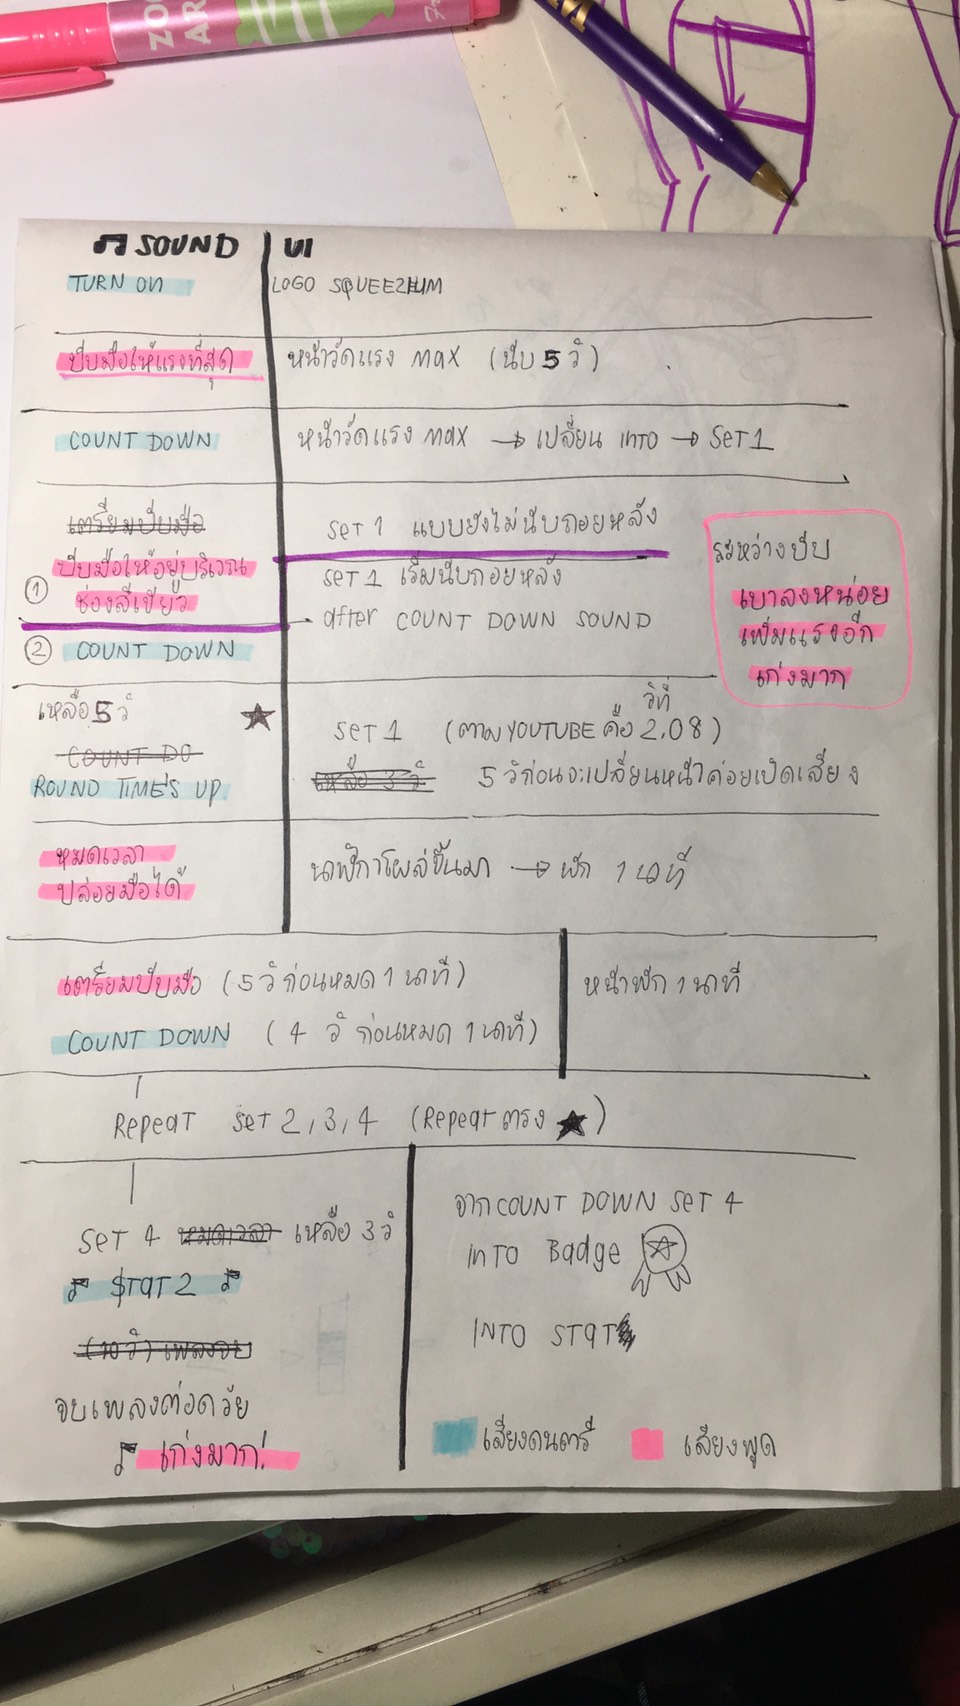 ZO
AR
M
SOUND | UI
TURN ON LOGO SQUEEZHUM
บีบมือให้แรงที่สุด หน้าวัดแรง max (นับ 5 วิ)
COUNT DOWN หน้าวัดแรง max → เปลี่ยน INTO → SET 1
เตรียมบีบมือ
SET 1 แบบยังไม่นับถอยหลัง
บีบมือให้อยู่บริเวณ
① ช่องสีเขียว
SET 1 เริ่มนับถอยหลัง
after COUNT DOWN SOUND
② COUNT DOWN
ระหว่างบีบ
เบาลงหน่อย
เพิ่มแรงอีก
เก่งมาก
เหลือ 5 วิ ★
COUNT DO
ROUND TIME'S UP
วิที่
SET 1 (ตาม YOUTUBE คือ 2.08)
เหลือ 3 วิ 5 วิก่อนจะเปลี่ยนหน้าค่อยเปิดเสียง
หมดเวลา
ปล่อยมือได้
นาฬิกาโผล่ขึ้นมา → พัก 1 นาที
เตรียมบีบมือ (5 วิก่อนหมด 1 นาที)
COUNT DOWN (4 วิ ก่อนหมด 1 นาที)
หน้าพัก 1 นาที
Repeat SET 2, 3, 4 (Repeat ตรง ★)
SET 4 หมดเวลา เหลือ 3 วิ
♫ STAT 2 ♫
(10 วิ) เพลงจบ
จบเพลงต่อด้วย
♫ เก่งมาก!
จาก COUNT DOWN SET 4
INTO Badge
INTO STAT
เสียงดนตรี
เสียงพูด